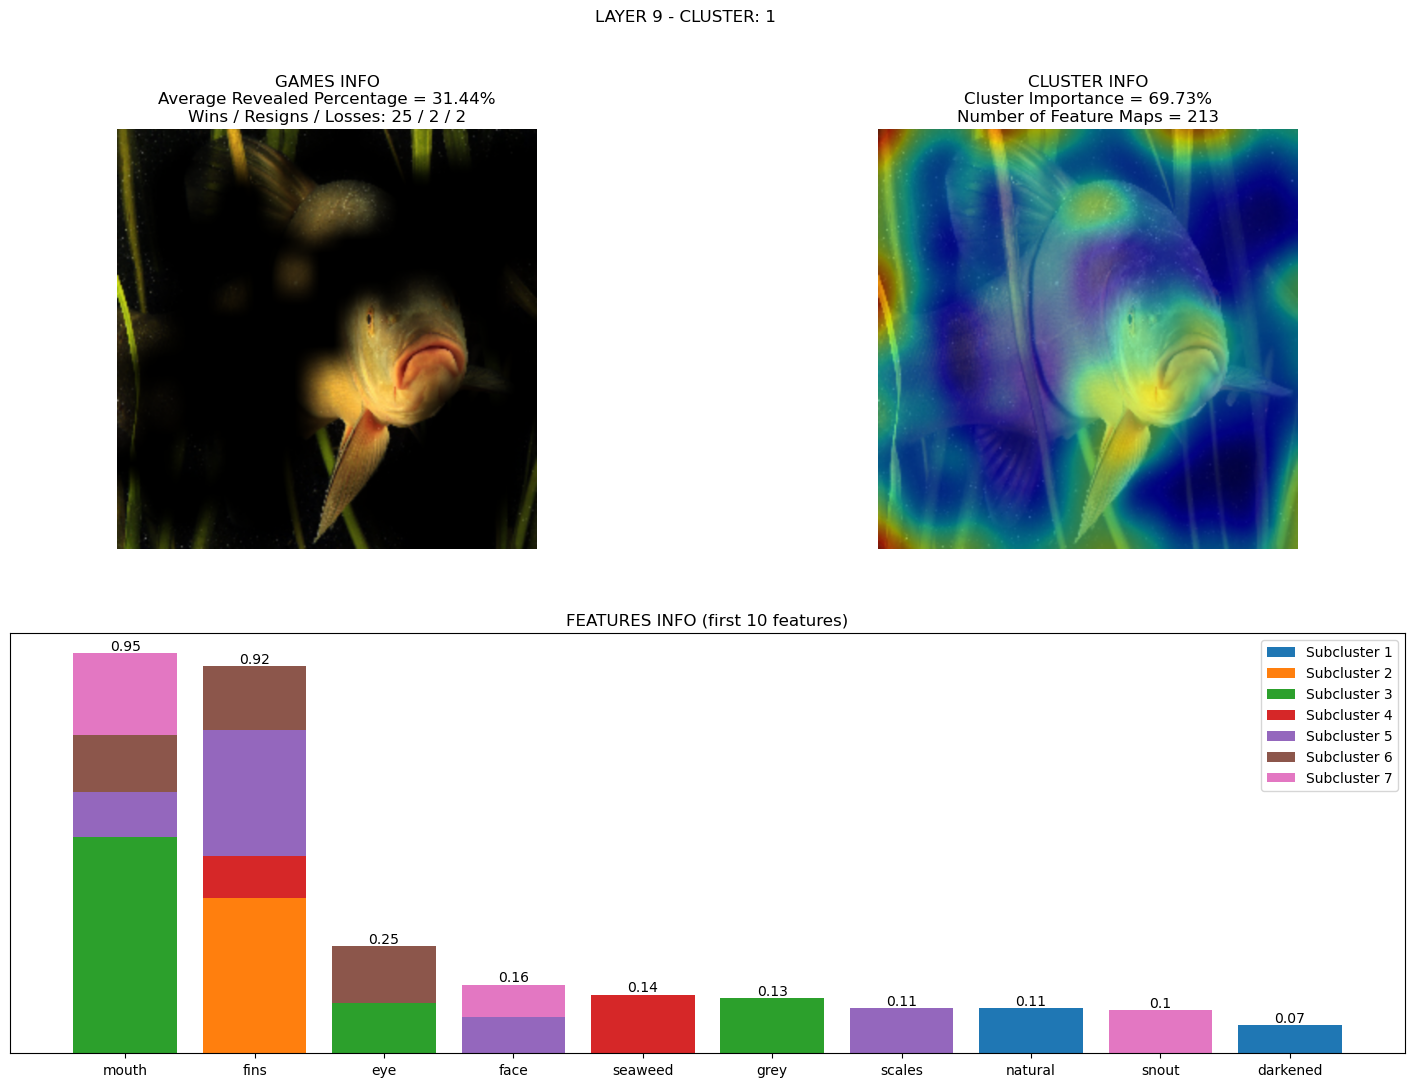 LAYER 9 - CLUSTER: 1
GAMES INFO
Average Revealed Percentage = 31.44%
Wins / Resigns / Losses: 25 / 2 / 2
CLUSTER INFO
Cluster Importance = 69.73%
Number of Feature Maps = 213
FEATURES INFO (first 10 features)
0.95
0.92
0.25
0.16
0.14
0.13
0.11
0.11
0.1
0.07
Subcluster 1
Subcluster 2
Subcluster 3
Subcluster 4
Subcluster 5
Subcluster 6
Subcluster 7
mouth
fins
eye
face
seaweed
grey
scales
natural
snout
darkened